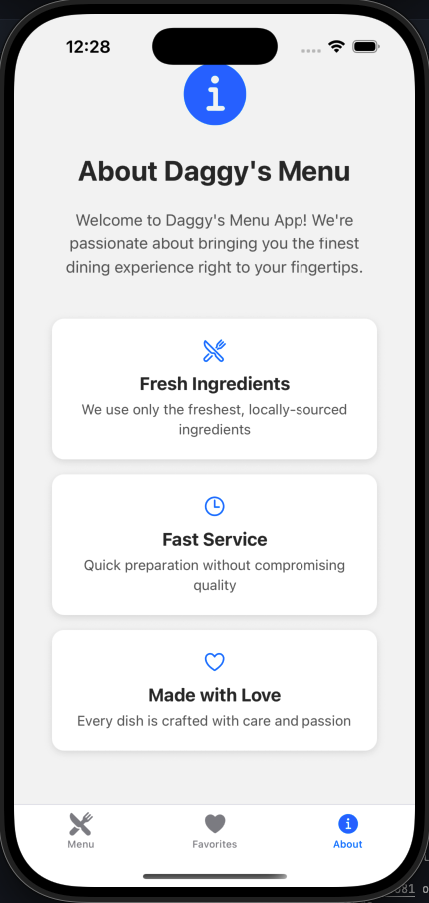 12:28
About Daggy's Menu
Welcome to Daggy's Menu App! We're
passionate about bringing you the finest
dining experience right to your fingertips.
Fresh Ingredients
We use only the freshest, locally-sourced
ingredients
Fast Service
Quick preparation without compromising
quality
Made with Love
Every dish is crafted with care and passion
Menu
Favorites
About